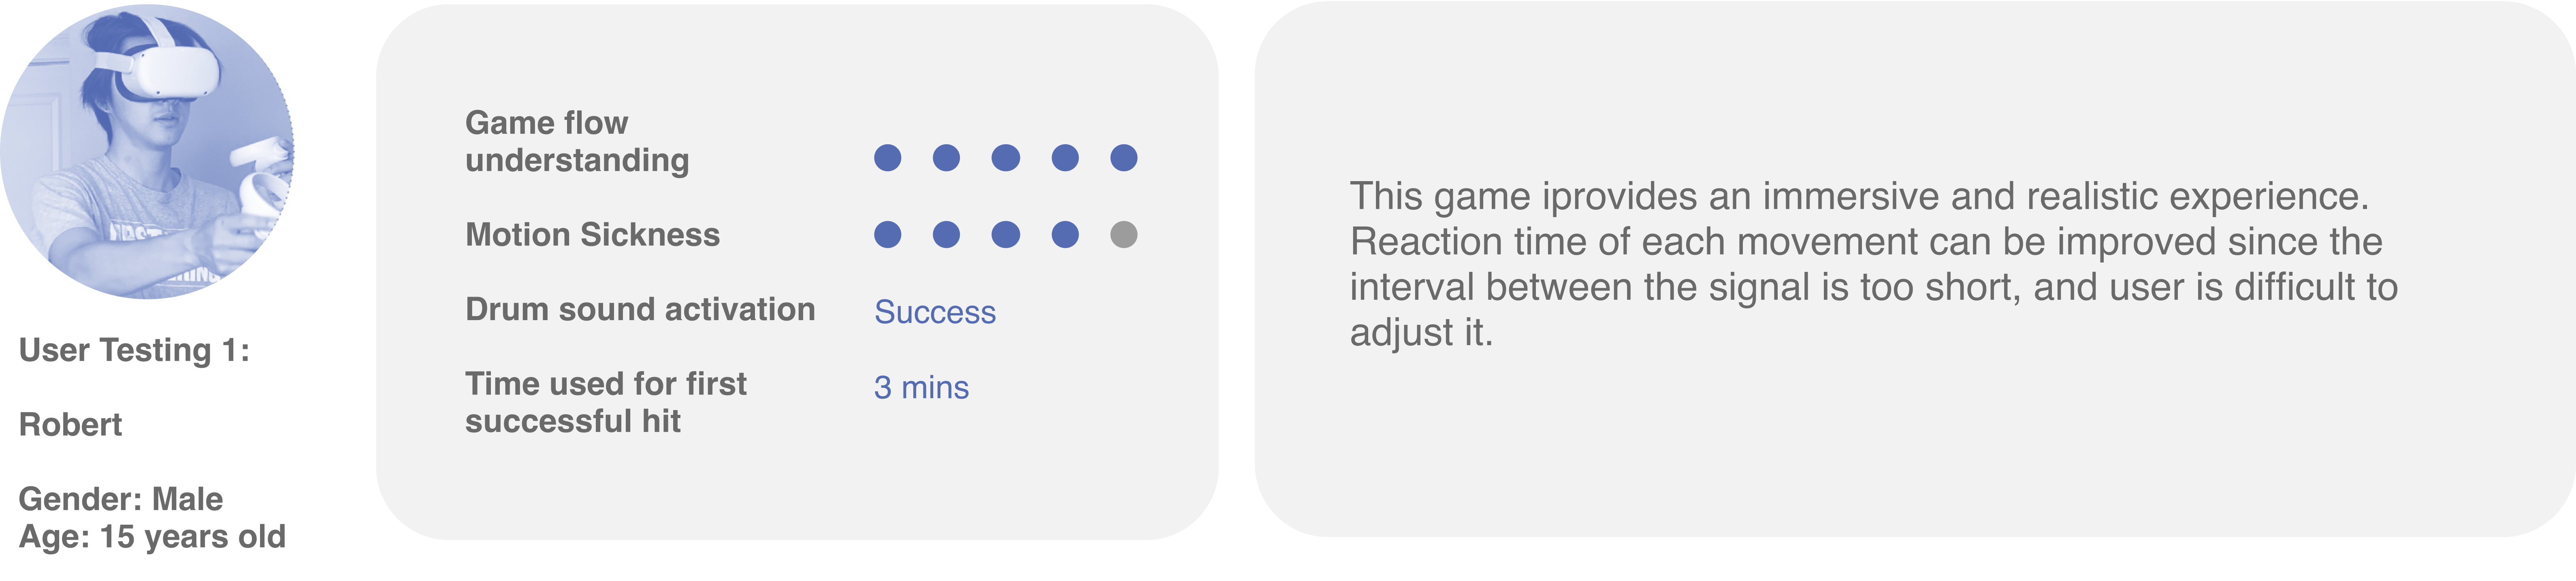 User Testing 1:
Robert
Gender: Male
Age: 15 years old
Game flow
understanding
Motion Sickness
Drum sound activation
Success
Time used for first
successful hit
3 mins
This game iprovides an immersive and realistic experience.
Reaction time of each movement can be improved since the
interval between the signal is too short, and user is difficult to
adjust it.